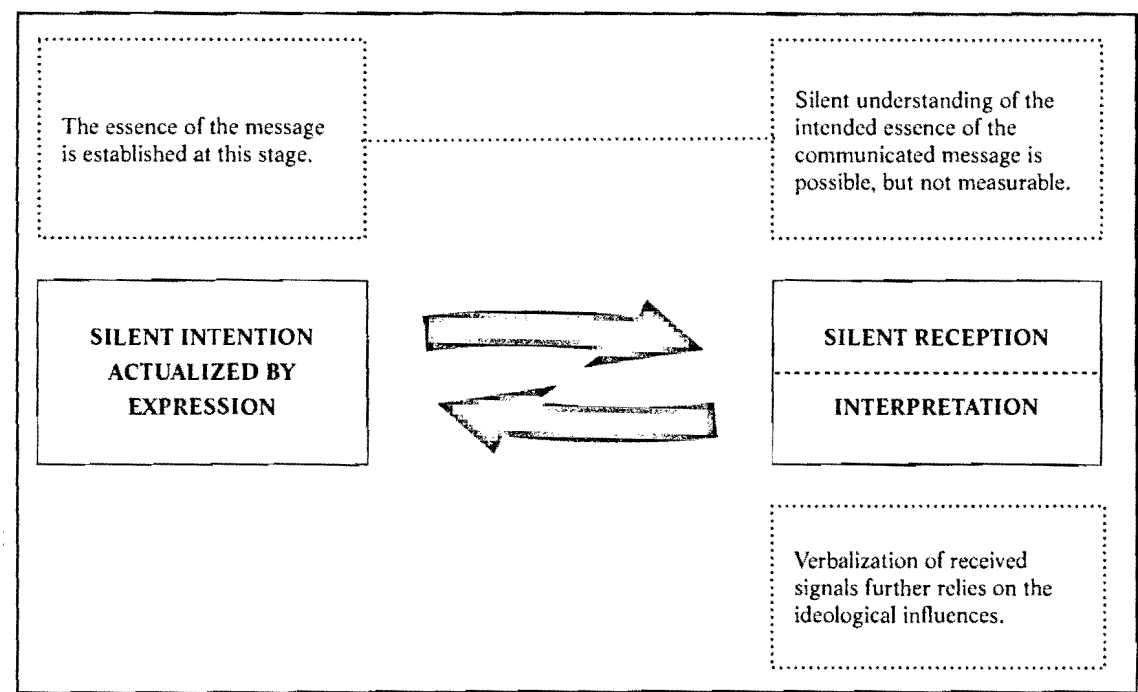 The essence of the message
is established at this stage.
Silent understanding of the
intended essence of the
communicated message is
possible, but not measurable.
SILENT INTENTION
ACTUALIZED BY
EXPRESSION
SILENT RECEPTION
INTERPRETATION
Verbalization of received
signals further relies on the
ideological influences.